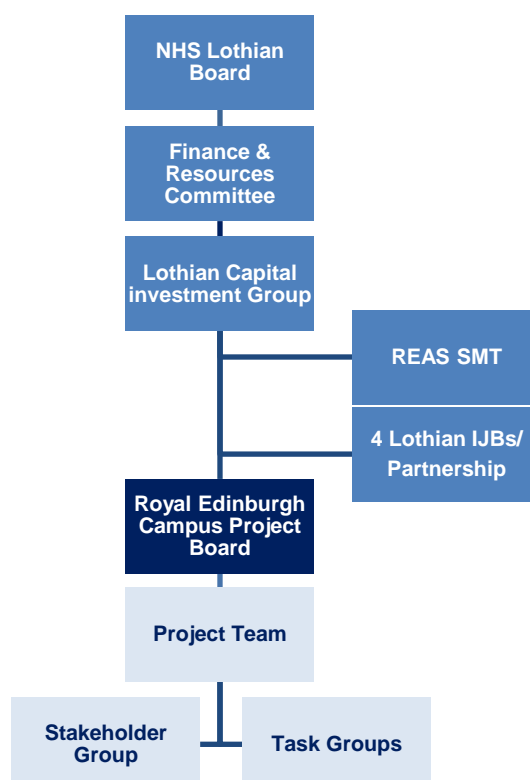 NHS Lothian
Board
Finance &
Resources
Committee
Lothian Capital
investment Group
REAS SMT
4 Lothian IJBs/
Partnership
Royal Edinburgh
Campus Project
Board
Project Team
Stakeholder
Group
Task Groups